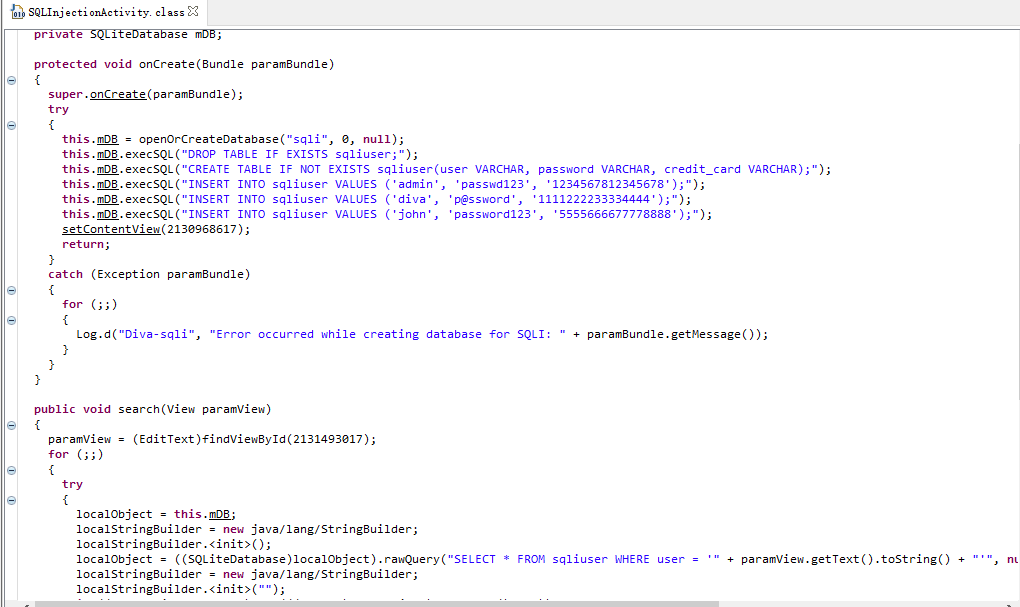 SQLInjectionActivity.class
private SQLiteDatabase mDB;
protected void onCreate(Bundle paramBundle)
{
super.onCreate(paramBundle);
try
{
this.mDB = openOrCreateDatabase("sqli", 0, null);
this.mDB.execSQL("DROP TABLE IF EXISTS sqliuser;");
this.mDB.execSQL("CREATE TABLE IF NOT EXISTS sqliuser(user VARCHAR, password VARCHAR, credit_card VARCHAR);");
this.mDB.execSQL("INSERT INTO sqliuser VALUES ('admin', 'passwd123', '1234567812345678');");
this.mDB.execSQL("INSERT INTO sqliuser VALUES ('diva', 'p@ssword', '1111222233334444');");
this.mDB.execSQL("INSERT INTO sqliuser VALUES ('john', 'password123', '5555666677778888');");
setContentView(2130968617);
return;
}
catch (Exception paramBundle)
{
for (;;)
{
Log.d("Diva-sqli", "Error occurred while creating database for SQLI: " + paramBundle.getMessage());
}
}
}
public void search(View paramView)
{
paramView = (EditText)findViewById(2131493017);
for (;;)
{
try
{
localObject = this.mDB;
localStringBuilder = new java/lang/StringBuilder;
localStringBuilder.<init>();
localObject = ((SQLiteDatabase)localObject).rawQuery("SELECT * FROM sqliuser WHERE user = '" + paramView.getText().toString() + "'", nu
localStringBuilder = new java/lang/StringBuilder;
localStringBuilder.<init>("");